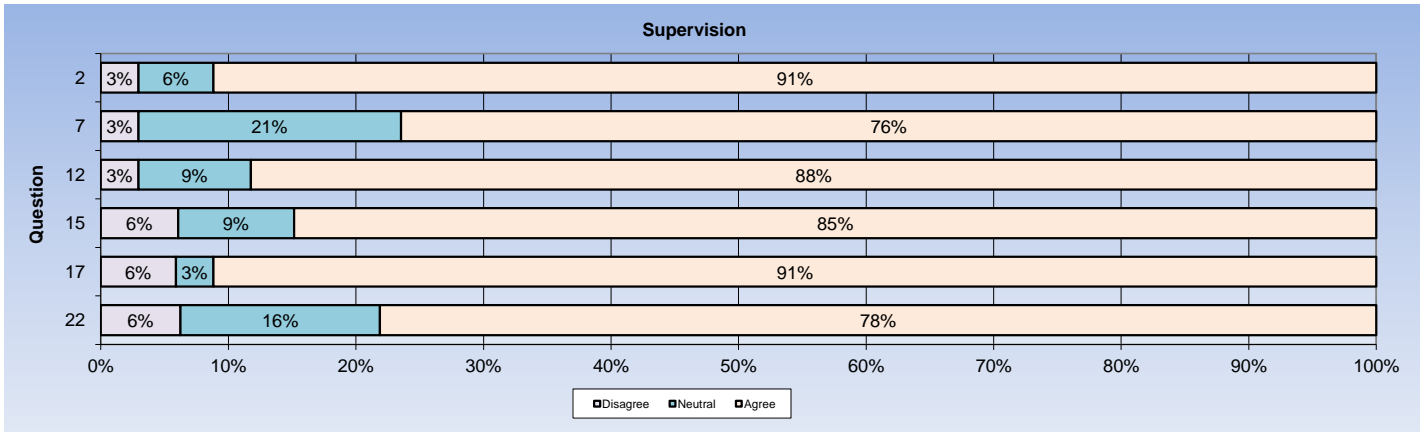 Supervision
2 3% 6% 91%
7 3% 21% 76%
12 3% 9% 88%
15 6% 9% 85%
17 6% 3% 91%
22 6% 16% 78%
Question
0% 10% 20% 30% 40% 50% 60% 70% 80% 90% 100%
Disagree Neutral Agree